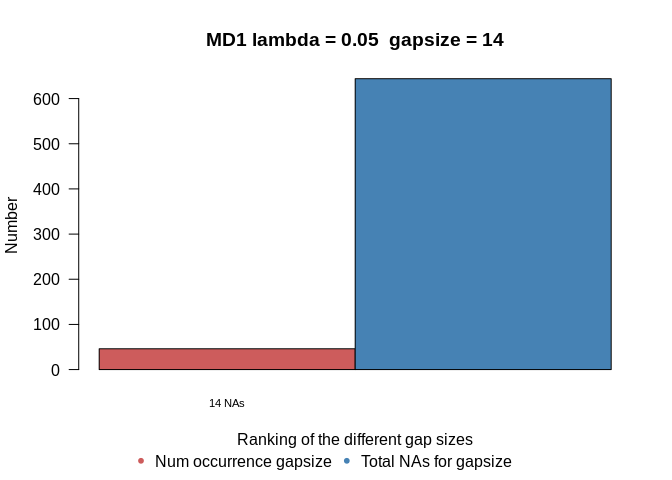 MD1 lambda = 0.05  gapsize = 14
Number
600
500
400
300
200
100
0
14 NAs
Ranking of the different gap sizes
Num occurrence gapsize  Total NAs for gapsize